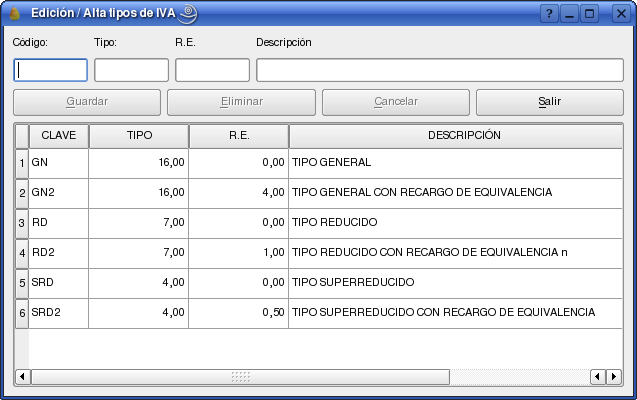 Edición / Alta tipos de IVA
Código: Tipo: R.E. Descripción
Guardar Eliminar Cancelar Salir
CLAVE TIPO R.E. DESCRIPCIÓN
1 GN 16,00 0,00 TIPO GENERAL
2 GN2 16,00 4,00 TIPO GENERAL CON RECARGO DE EQUIVALENCIA
3 RD 7,00 0,00 TIPO REDUCIDO
4 RD2 7,00 1,00 TIPO REDUCIDO CON RECARGO DE EQUIVALENCIA n
5 SRD 4,00 0,00 TIPO SUPERREDUCIDO
6 SRD2 4,00 0,50 TIPO SUPERREDUCIDO CON RECARGO DE EQUIVALENCIA